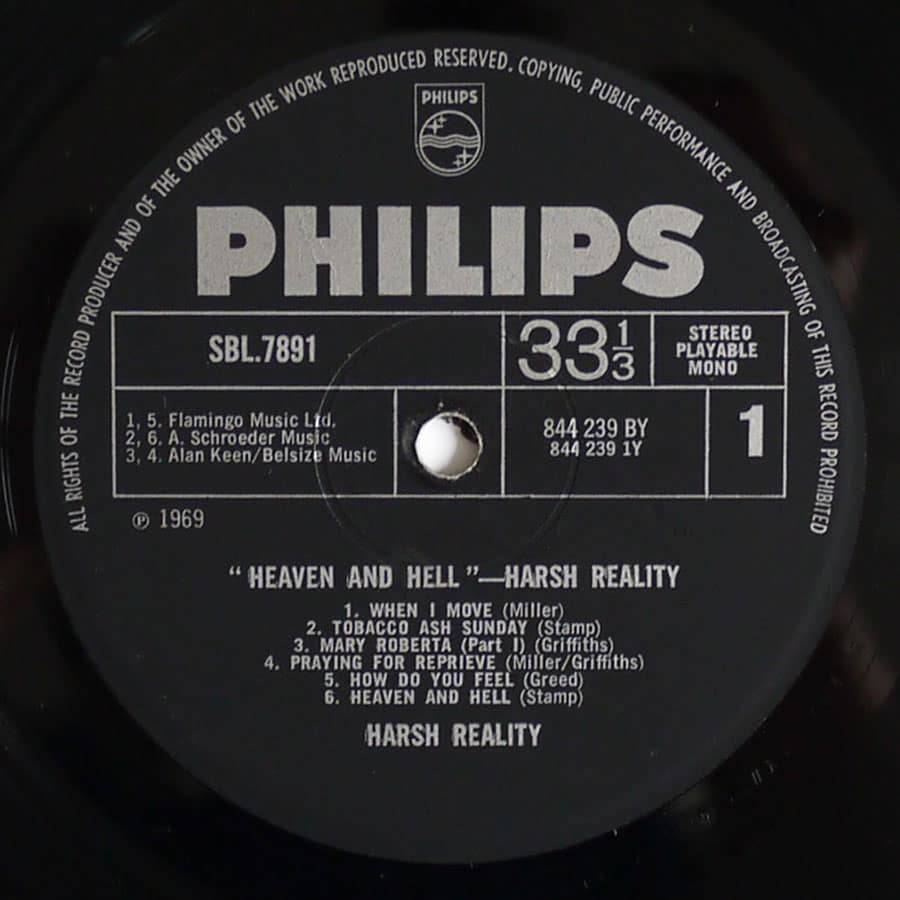 ALL RIGHTS OF THE RECORD PRODUCER AND OF THE OWNER OF THE WORK REPRODUCED RESERVED. COPYING, PUBLIC PERFORMANCE AND BROADCASTING OF THIS RECORD PROHIBITED
PHILIPS
PHILIPS
SBL.7891
33 1/3
STEREO
PLAYABLE
MONO
1, 5. Flamingo Music Ltd.
2, 6. A. Schroeder Music
3, 4. Alan Keen/Belsize Music
844 239 BY
844 239 1Y
1
℗ 1969
“HEAVEN AND HELL”—HARSH REALITY
1. WHEN I MOVE (Miller)
2. TOBACCO ASH SUNDAY (Stamp)
3. MARY ROBERTA (Part I) (Griffiths)
4. PRAYING FOR REPRIEVE (Miller/Griffiths)
5. HOW DO YOU FEEL (Greed)
6. HEAVEN AND HELL (Stamp)
HARSH REALITY